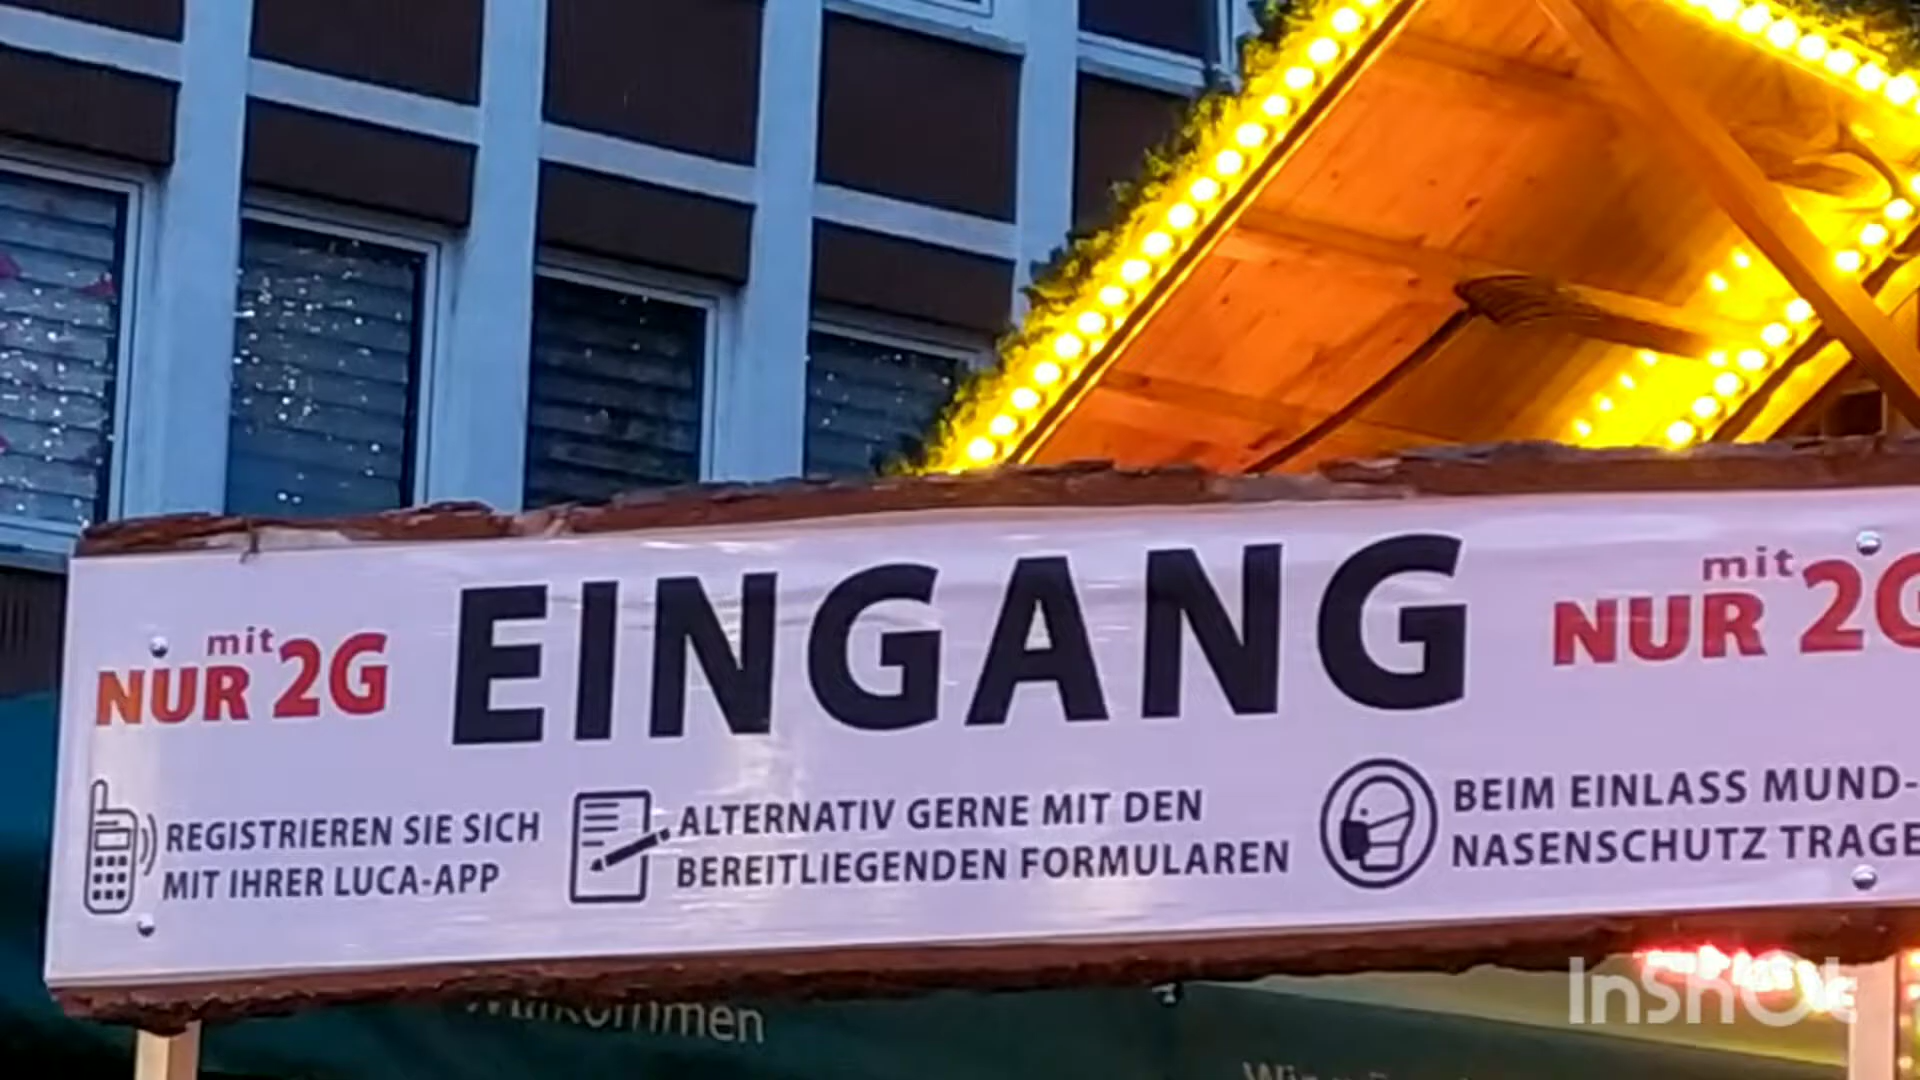 EINGANG
mit
NUR 2G
mit
NUR 2G
REGISTRIEREN SIE SICH
MIT IHRER LUCA-APP
ALTERNATIV GERNE MIT DEN
BEREITLIEGENDEN FORMULAREN
BEIM EINLASS MUND-
NASENSCHUTZ TRAGE
Willkommen
InShOt